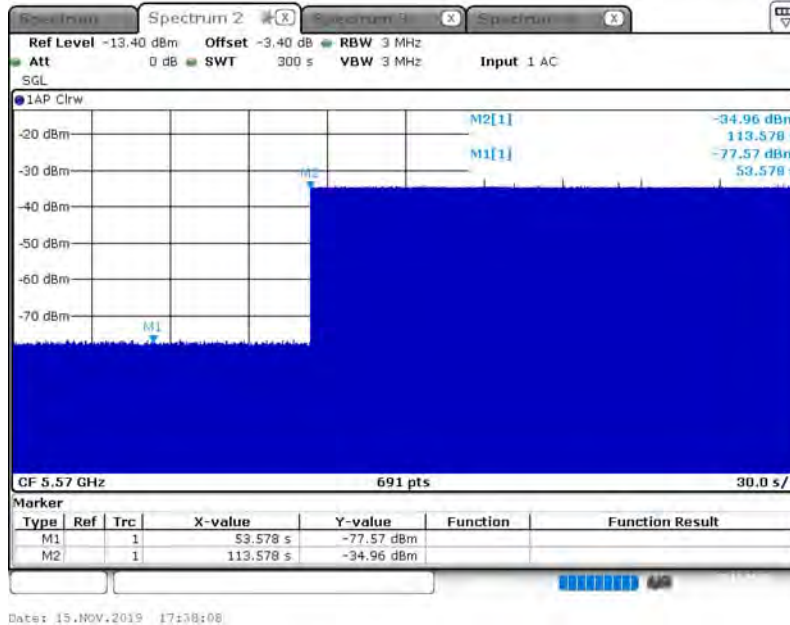 Spectrum
Spectrum 2
Ref Level -13.40 dBm Offset -3.40 dB RBW 3 MHz
Att 0 dB SWT 300 s VBW 3 MHz Input 1 AC
SGL
1AP Clrw
M2[1] -34.96 dBm
113.578
M1[1] -77.57 dBm
53.578 s
-20 dBm
-30 dBm
M2
-40 dBm
-50 dBm
-60 dBm
-70 dBm
M1
CF 5.57 GHz 691 pts 30.0 s/
Marker
Type Ref Trc X-value Y-value Function Function Result
M1 1 53.578 s -77.57 dBm
M2 1 113.578 s -34.96 dBm
Date: 15.NOV.2019 17:38:08